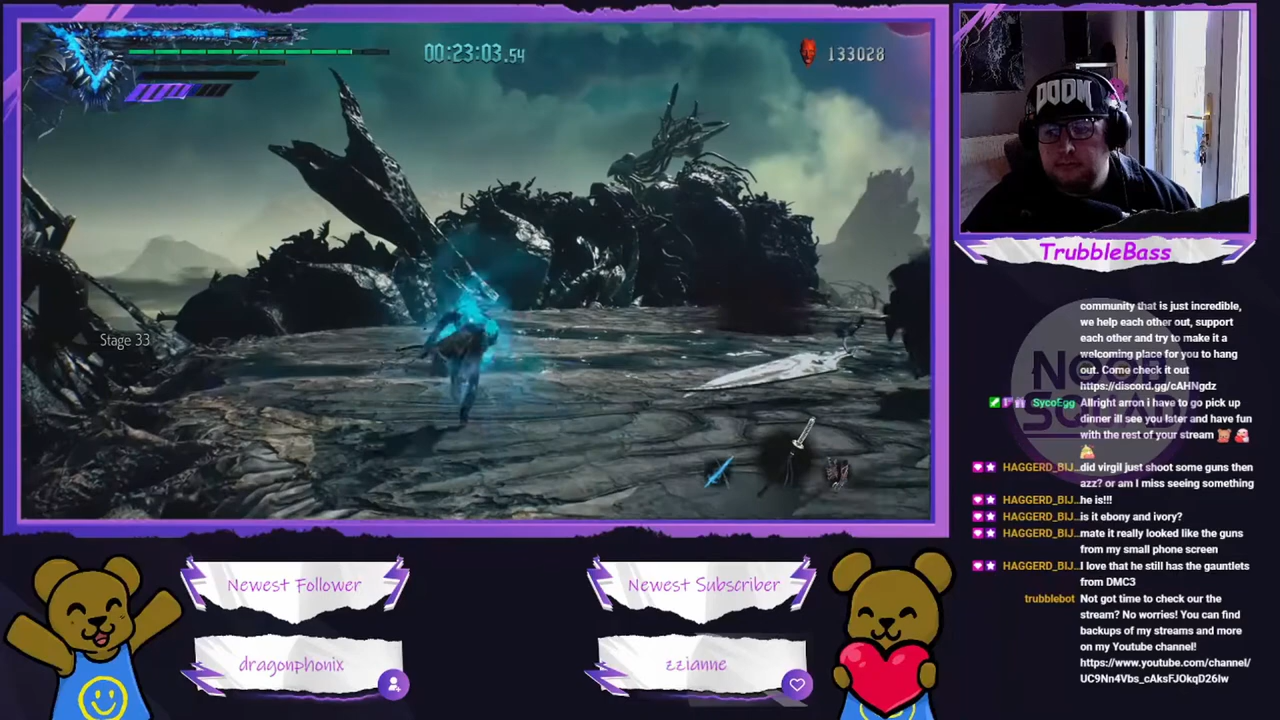 00:23:03.54
133028
Stage 33
DOOM
TrubbleBass
community that is just incredible,
we help each other out, support
each other and try to make it a
welcoming place for you to hang
out. Come check it out
https://discord.gg/cAHNgdz
SycoEgg Allright arron i have to go pick up
dinner ill see you later and have fun
with the rest of your stream
HAGGERD_BIJ... did virgil just shoot some guns then
azz? or am I miss seeing something
HAGGERD_BIJ... he is!!!
HAGGERD_BIJ... is it ebony and ivory?
HAGGERD_BIJ... mate it really looked like the guns
from my small phone screen
HAGGERD_BIJ... I love that he still has the gauntlets
from DMC3
trubblebot Not got time to check our the
stream? No worries! You can find
backups of my streams and more
on my Youtube channel!
https://www.youtube.com/channel/
UC9Nn4Vbs_cAksFJOkqD26Iw
Newest Follower
dragonphonix
Newest Subscriber
zzianne